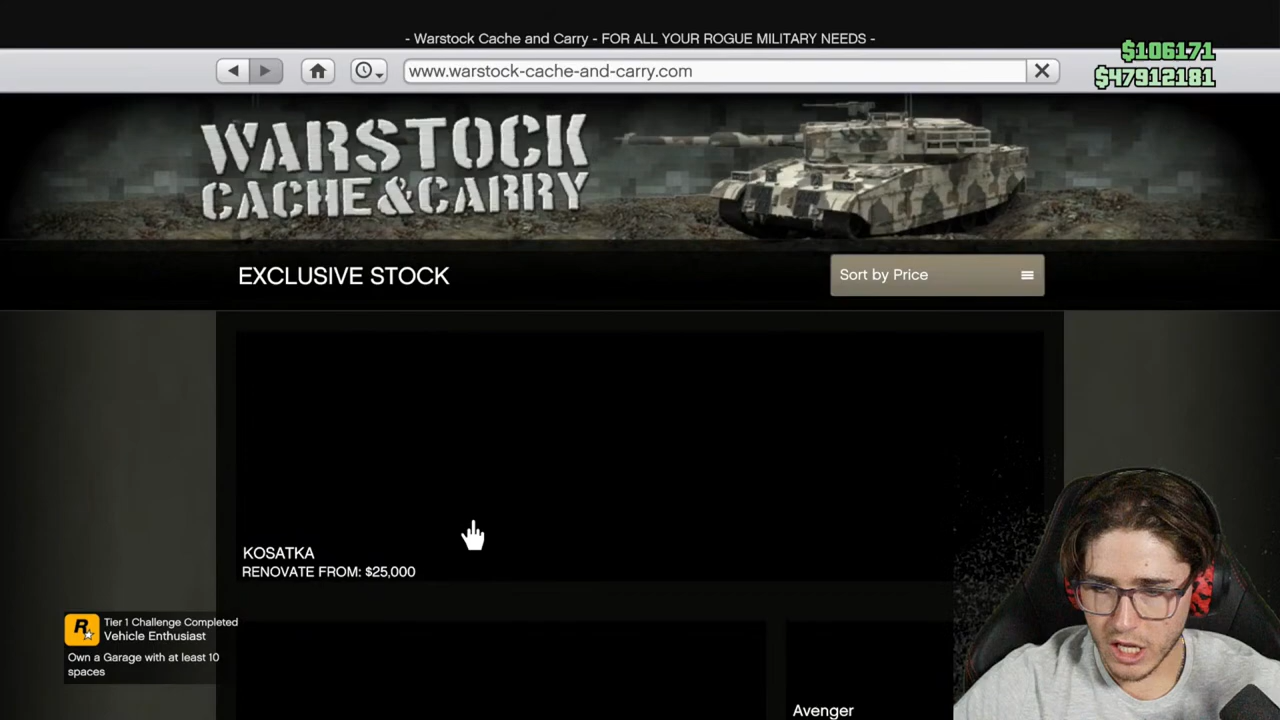 - Warstock Cache and Carry - FOR ALL YOUR ROGUE MILITARY NEEDS -
$106171
$47912181
www.warstock-cache-and-carry.com
WARSTOCK
CACHE & CARRY
EXCLUSIVE STOCK
Sort by Price
KOSATKA
RENOVATE FROM: $25,000
Tier 1 Challenge Completed
Vehicle Enthusiast
Own a Garage with at least 10
spaces
Avenger